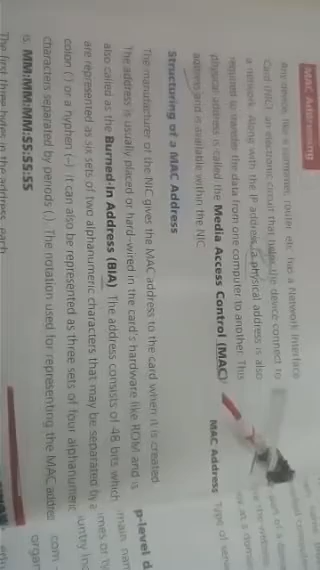 MAC Addressing
Any device, like a computer, router etc. has a Network Interface
Card (NIC), an electronic circuit that helps the device connect to
a network. Along with the IP address, a physical address is also
required to transfer the data from one computer to another. This
physical address is called the Media Access Control (MAC)
address and is available within the NIC.
Structuring of a MAC Address
The manufacturer of the NIC gives the MAC address to the card when it is created.
The address is usually placed or hard-wired in the card's hardware like ROM and is
also called as the Burned-In Address (BIA). The address consists of 48 bits which
are represented as six sets of two alphanumeric characters that may be separated by a
colon (:) or a hyphen (-). It can also be represented as three sets of four alphanumeric
characters separated by periods (.). The notation used for representing the MAC address
is: MM:MM:MM:SS:SS:SS
The first three bytes in the address, each
MAC Address
Type of
p-level d
main nam